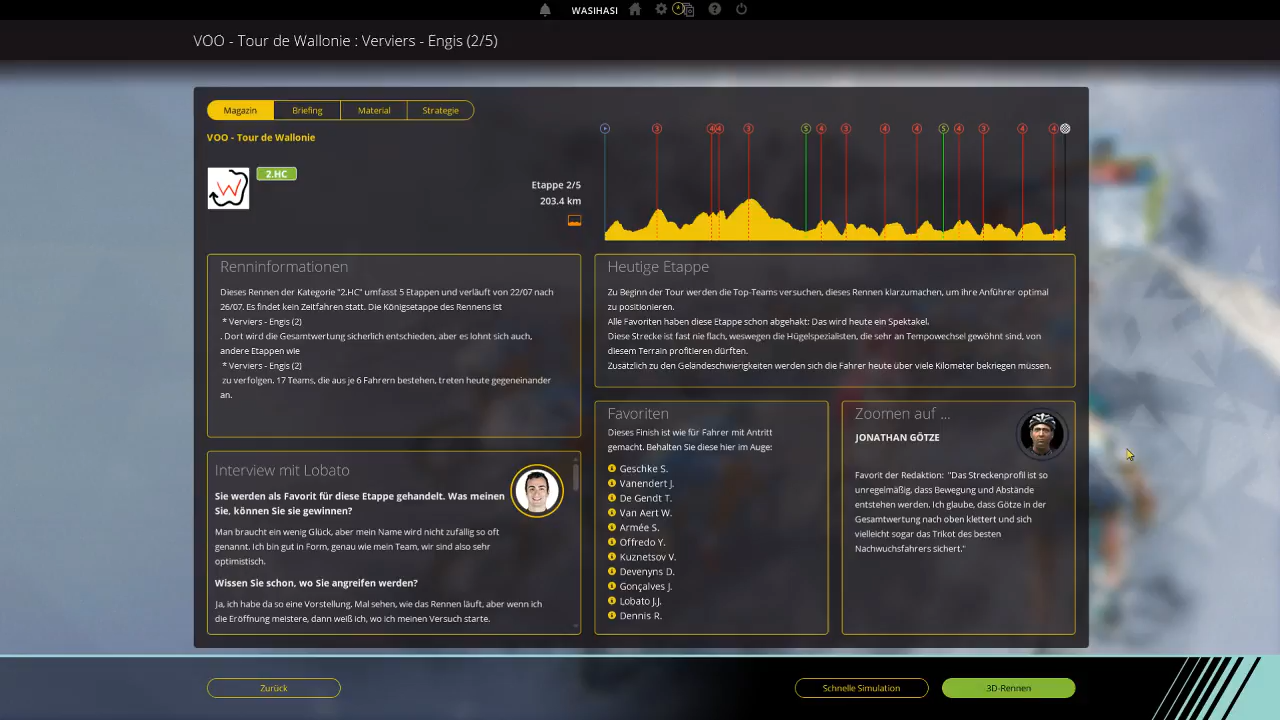 WASIHASI
VOO - Tour de Wallonie : Verviers - Engis (2/5)
Magazin
Briefing
Material
Strategie
VOO - Tour de Wallonie
W
2.HC
Etappe 2/5
203.4 km
3
4
4
3
5
4
3
4
4
5
4
3
4
4
Renninformationen
Dieses Rennen der Kategorie "2.HC" umfasst 5 Etappen und verläuft von 22/07 nach
26/07. Es findet kein Zeitfahren statt. Die Königsetappe des Rennens ist
* Verviers - Engis (2)
. Dort wird die Gesamtwertung sicherlich entschieden, aber es lohnt sich auch,
andere Etappen wie
* Verviers - Engis (2)
zu verfolgen. 17 Teams, die aus je 6 Fahrern bestehen, treten heute gegeneinander
an.
Heutige Etappe
Zu Beginn der Tour werden die Top-Teams versuchen, dieses Rennen klarzumachen, um ihre Anführer optimal
zu positionieren.
Alle Favoriten haben diese Etappe schon abgehakt: Das wird heute ein Spektakel.
Diese Strecke ist fast nie flach, weswegen die Hügelspezialisten, die sehr an Tempowechsel gewöhnt sind, von
diesem Terrain profitieren dürften.
Zusätzlich zu den Geländeschwierigkeiten werden sich die Fahrer heute über viele Kilometer bekriegen müssen.
Interview mit Lobato
Sie werden als Favorit für diese Etappe gehandelt. Was meinen
Sie, können Sie sie gewinnen?
Man braucht ein wenig Glück, aber mein Name wird nicht zufällig so oft
genannt. Ich bin gut in Form, genau wie mein Team, wir sind also sehr
optimistisch.
Wissen Sie schon, wo Sie angreifen werden?
Ja, ich habe da so eine Vorstellung. Mal sehen, wie das Rennen läuft, aber wenn ich
die Eröffnung meistere, dann weiß ich, wo ich meinen Versuch starte.
Favoriten
Dieses Finish ist wie für Fahrer mit Antritt
gemacht. Behalten Sie diese hier im Auge:
Geschke S.
Vanendert J.
De Gendt T.
Van Aert W.
Armée S.
Offredo Y.
Kuznetsov V.
Devenyns D.
Gonçalves J.
Lobato J.J.
Dennis R.
Zoomen auf ...
JONATHAN GÖTZE
Favorit der Redaktion: "Das Streckenprofil ist so
unregelmäßig, dass Bewegung und Abstände
entstehen werden. Ich glaube, dass Götze in der
Gesamtwertung nach oben klettert und sich
vielleicht sogar das Trikot des besten
Nachwuchsfahrers sichert."
Zurück
Schnelle Simulation
3D-Rennen